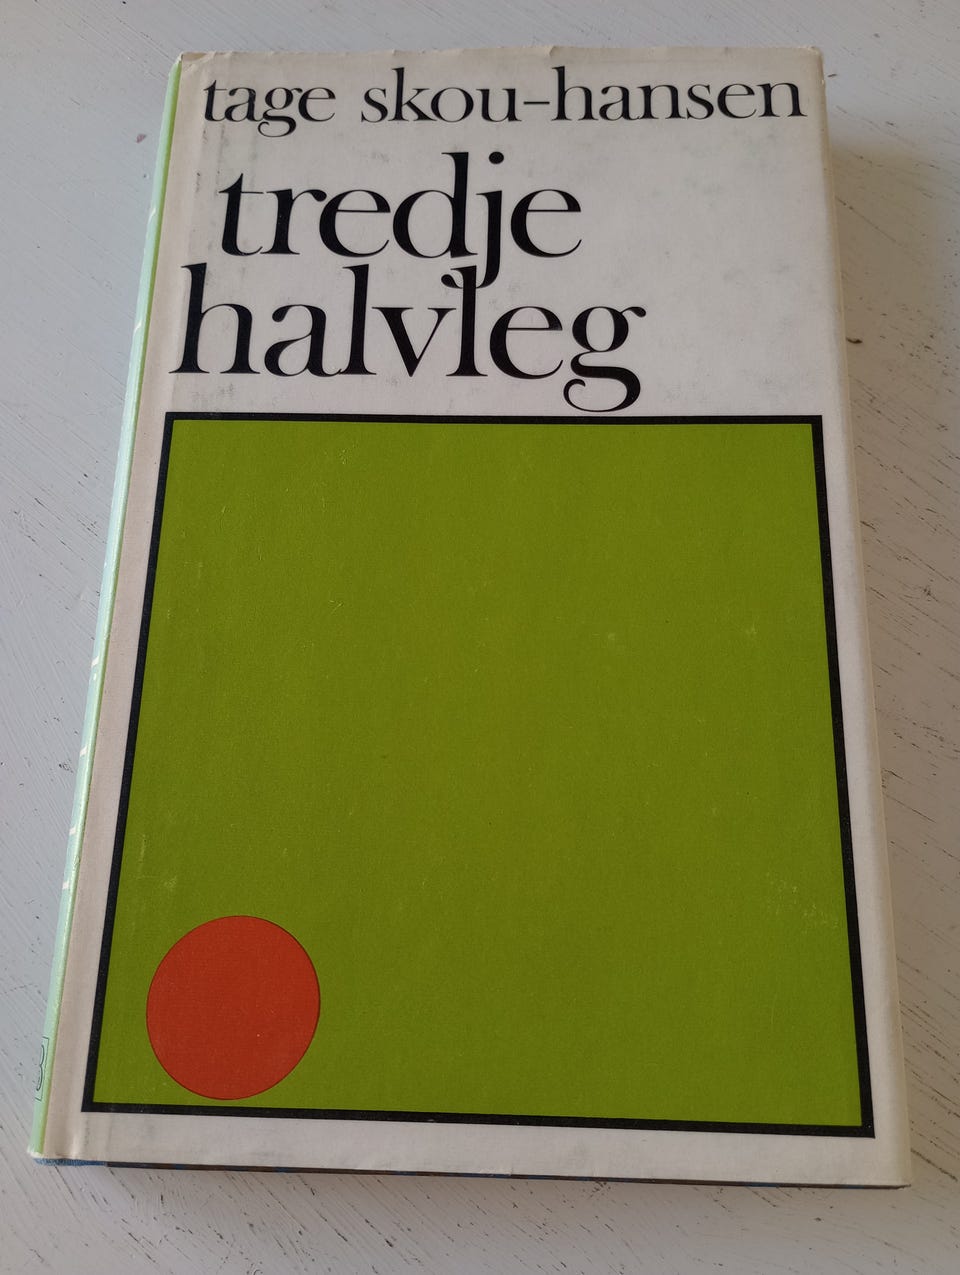 tage skou-hansen
tredje
halvleg